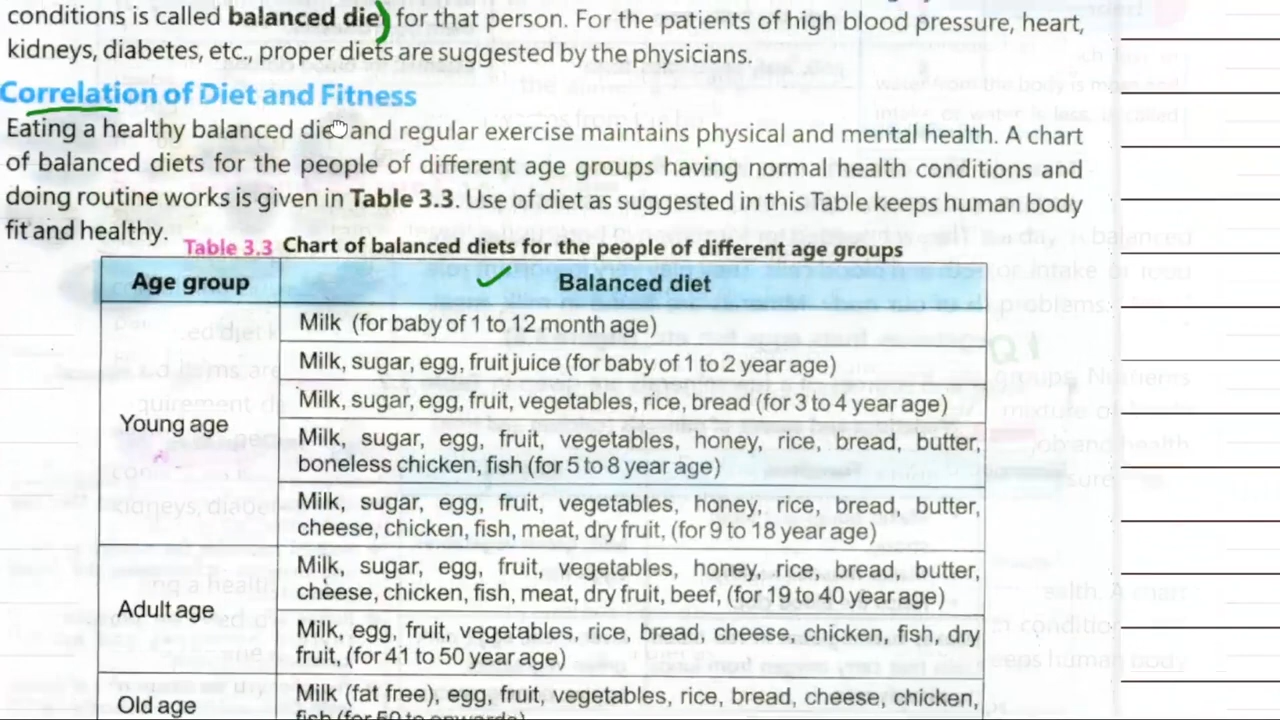 conditions is called balanced die) for that person. For the patients of high blood pressure, heart,
kidneys, diabetes, etc., proper diets are suggested by the physicians.
Correlation of Diet and Fitness
Eating a healthy balanced diet and regular exercise maintains physical and mental health. A chart
of balanced diets for the people of different age groups having normal health conditions and
doing routine works is given in Table 3.3. Use of diet as suggested in this Table keeps human body
fit and healthy.
Table 3.3 Chart of balanced diets for the people of different age groups
Age group Balanced diet
Milk (for baby of 1 to 12 month age)
Milk, sugar, egg, fruit juice (for baby of 1 to 2 year age)
Milk, sugar, egg, fruit, vegetables, rice, bread (for 3 to 4 year age)
Young age
Milk, sugar, egg, fruit, vegetables, honey, rice, bread, butter,
boneless chicken, fish (for 5 to 8 year age)
Milk, sugar, egg, fruit, vegetables, honey, rice, bread, butter,
cheese, chicken, fish, meat, dry fruit, (for 9 to 18 year age)
Adult age
Milk, sugar, egg, fruit, vegetables, honey, rice, bread, butter,
cheese, chicken, fish, meat, dry fruit, beef, (for 19 to 40 year age)
Milk, egg, fruit, vegetables, rice, bread, cheese, chicken, fish, dry
fruit, (for 41 to 50 year age)
Old age
Milk (fat free), egg, fruit, vegetables, rice, bread, cheese, chicken,
fish (for 50 to onwards)